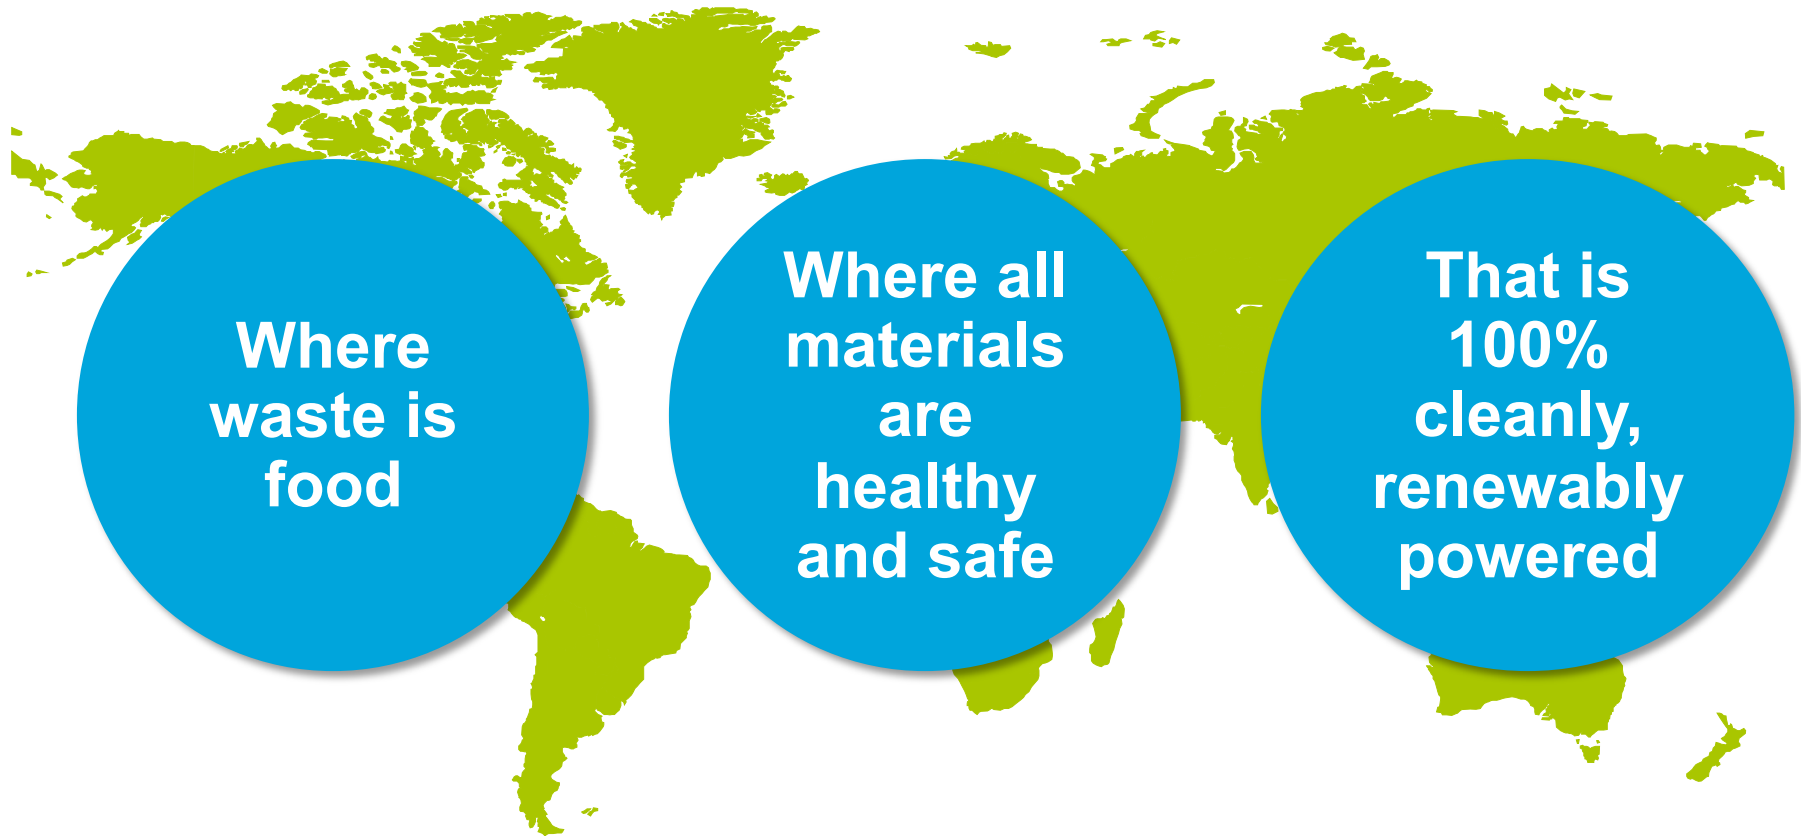 Where
waste is
food
Where all
materials
are
healthy
and safe
That is
100%
cleanly,
renewably
powered